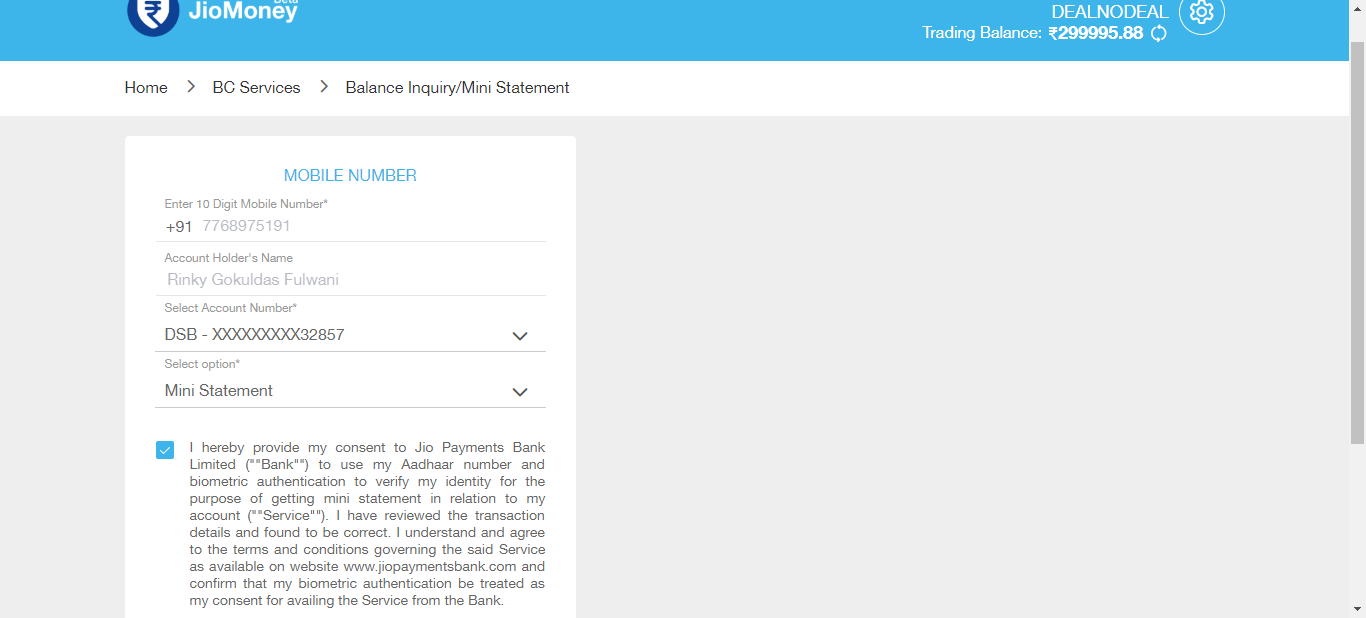 Beta
JioMoney
DEALNODEAL
Trading Balance: ₹299995.88
Home > BC Services > Balance Inquiry/Mini Statement
MOBILE NUMBER
Enter 10 Digit Mobile Number*
+91 7768975191
Account Holder's Name
Rinky Gokuldas Fulwani
Select Account Number*
DSB - XXXXXXXXX32857
Select option*
Mini Statement
I hereby provide my consent to Jio Payments Bank
Limited (""Bank"") to use my Aadhaar number and
biometric authentication to verify my identity for the
purpose of getting mini statement in relation to my
account (""Service""). I have reviewed the transaction
details and found to be correct. I understand and agree
to the terms and conditions governing the said Service
as available on website www.jiopaymentsbank.com and
confirm that my biometric authentication be treated as
my consent for availing the Service from the Bank.